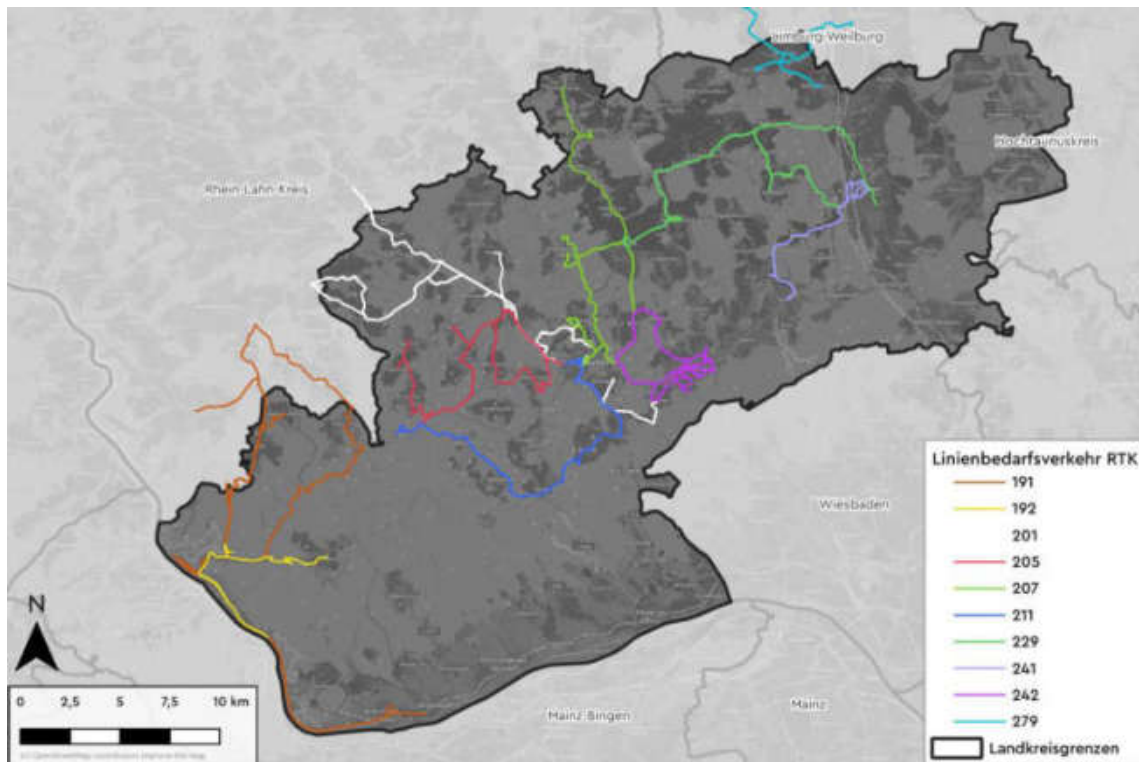 Limburg-Weilburg
Hochtaunuskreis
Rhein-Lahn-Kreis
Linienbedarfsverkehr RTK
191
192
201
205
207
211
229
241
242
279
Landkreisgrenzen
Wiesbaden
N
0 2,5 5 7,5 10 km
Mainz-Bingen
Mainz